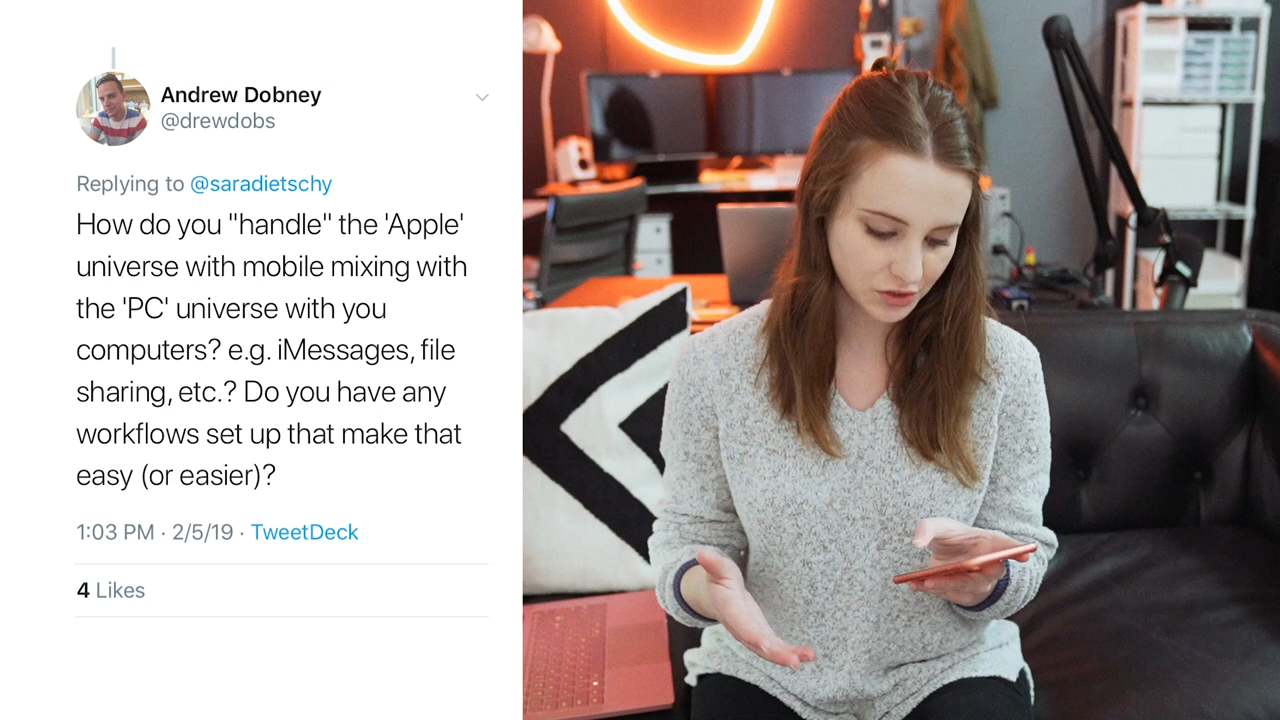 Andrew Dobney
@drewdobs
Replying to @saradietschy
How do you "handle" the 'Apple'
universe with mobile mixing with
the 'PC' universe with you
computers? e.g. iMessages, file
sharing, etc.? Do you have any
workflows set up that make that
easy (or easier)?
1:03 PM · 2/5/19 · TweetDeck
4 Likes